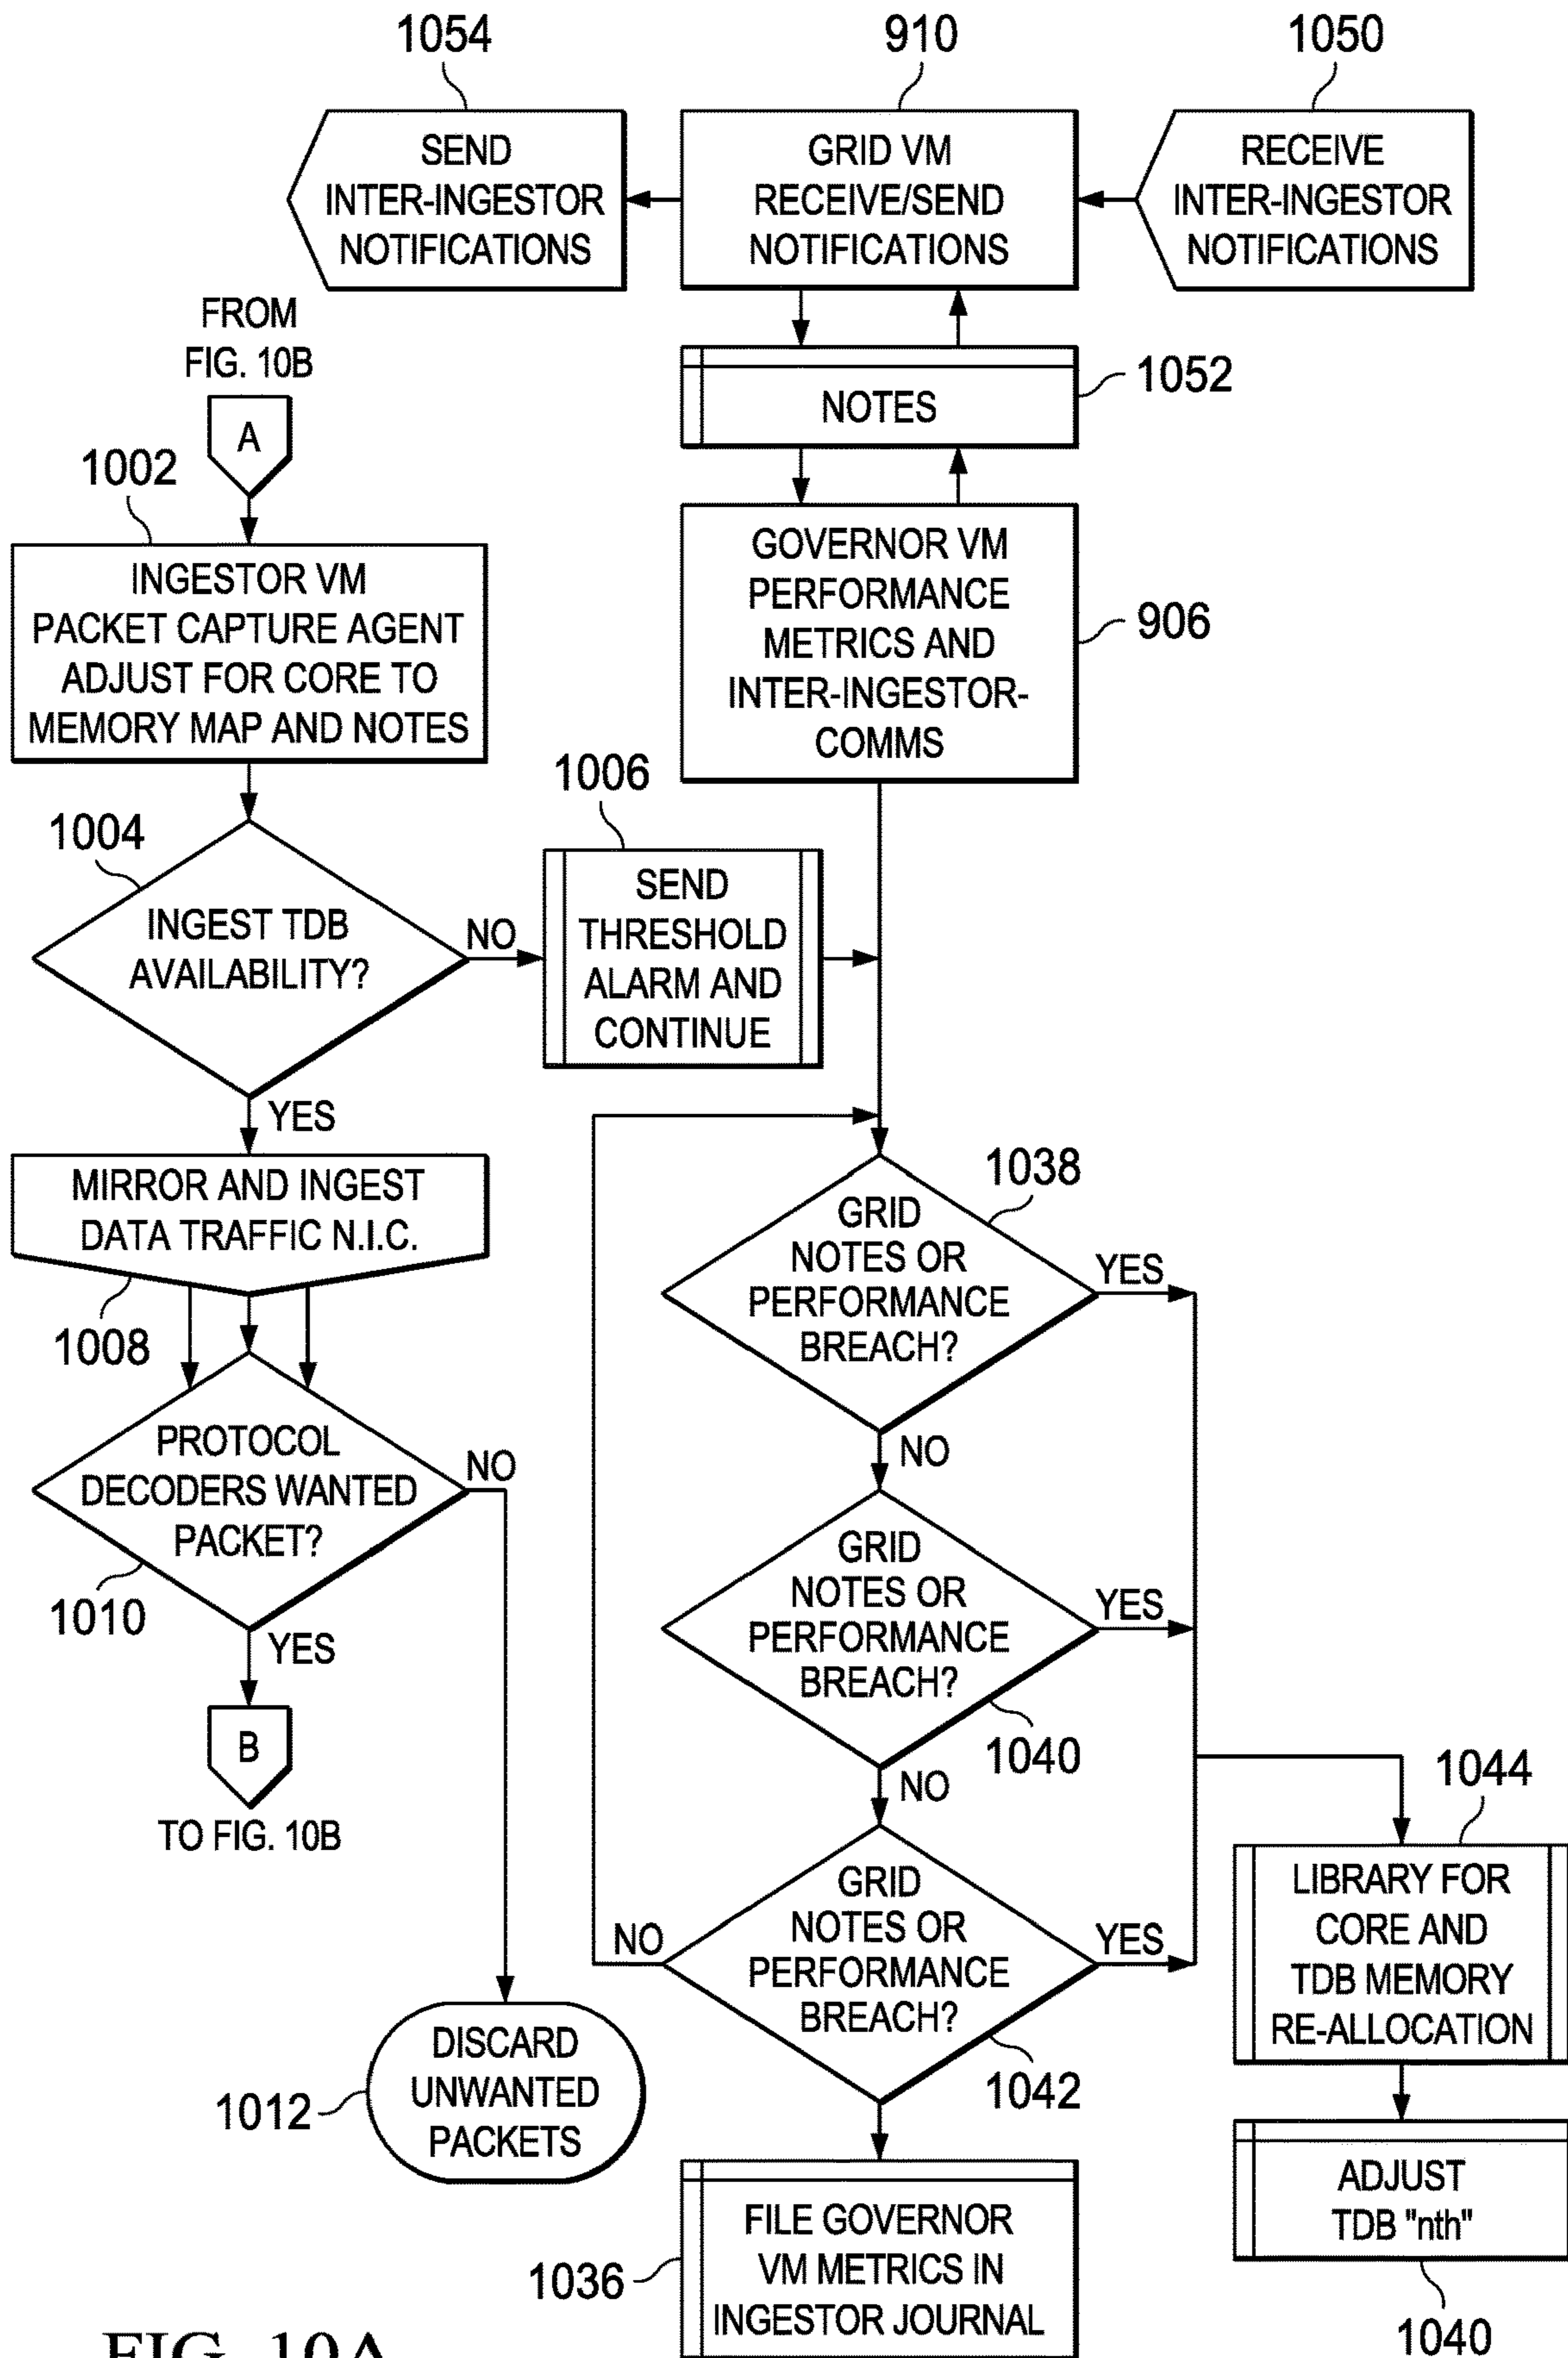 1054
910
1050
SEND
INTER-INGESTOR
NOTIFICATIONS
GRID VM
RECEIVE/SEND
NOTIFICATIONS
RECEIVE
INTER-INGESTOR
NOTIFICATIONS
FROM
FIG. 10B
A
NOTES
1052
1002
INGESTOR VM
PACKET CAPTURE AGENT
ADJUST FOR CORE TO
MEMORY MAP AND NOTES
GOVERNOR VM
PERFORMANCE
METRICS AND
INTER-INGESTOR-
COMMS
906
1004
INGEST TDB
AVAILABILITY?
NO
1006
SEND
THRESHOLD
ALARM AND
CONTINUE
YES
MIRROR AND INGEST
DATA TRAFFIC N.I.C.
1008
1038
GRID
NOTES OR
PERFORMANCE
BREACH?
YES
NO
PROTOCOL
DECODERS WANTED
PACKET?
NO
1010
YES
B
TO FIG. 10B
GRID
NOTES OR
PERFORMANCE
BREACH?
YES
1040
NO
1044
LIBRARY FOR
CORE AND
TDB MEMORY
RE-ALLOCATION
GRID
NOTES OR
PERFORMANCE
BREACH?
NO
YES
1042
DISCARD
UNWANTED
PACKETS
1012
ADJUST
TDB "nth"
1040
FILE GOVERNOR
VM METRICS IN
INGESTOR JOURNAL
1036
FIG. 10A